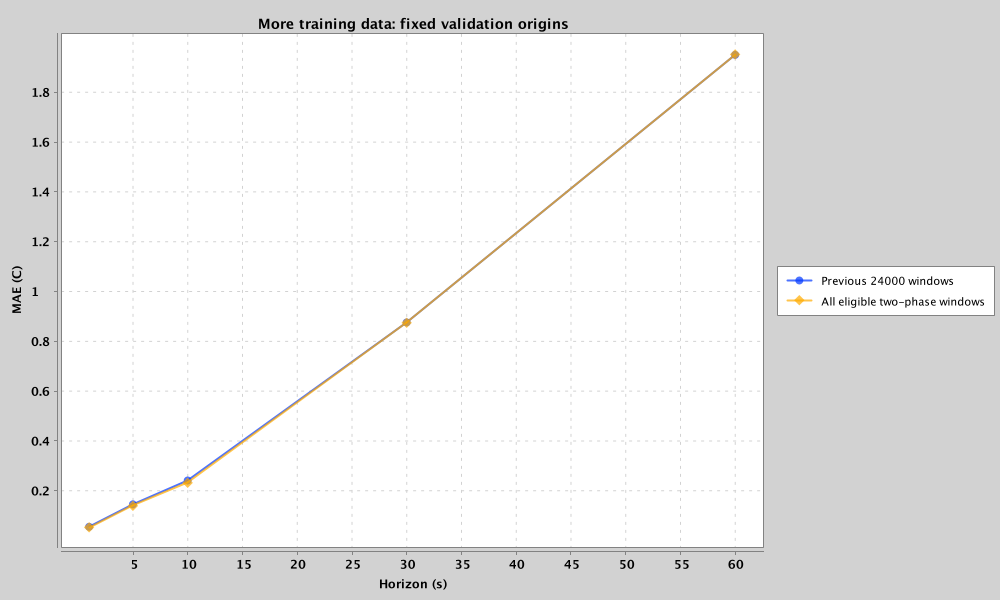 More training data: fixed validation origins
MAE (C)
1.8
1.6
1.4
1.2
1
0.8
0.6
0.4
0.2
5 10 15 20 25 30 35 40 45 50 55 60
Horizon (s)
Previous 24000 windows
All eligible two-phase windows